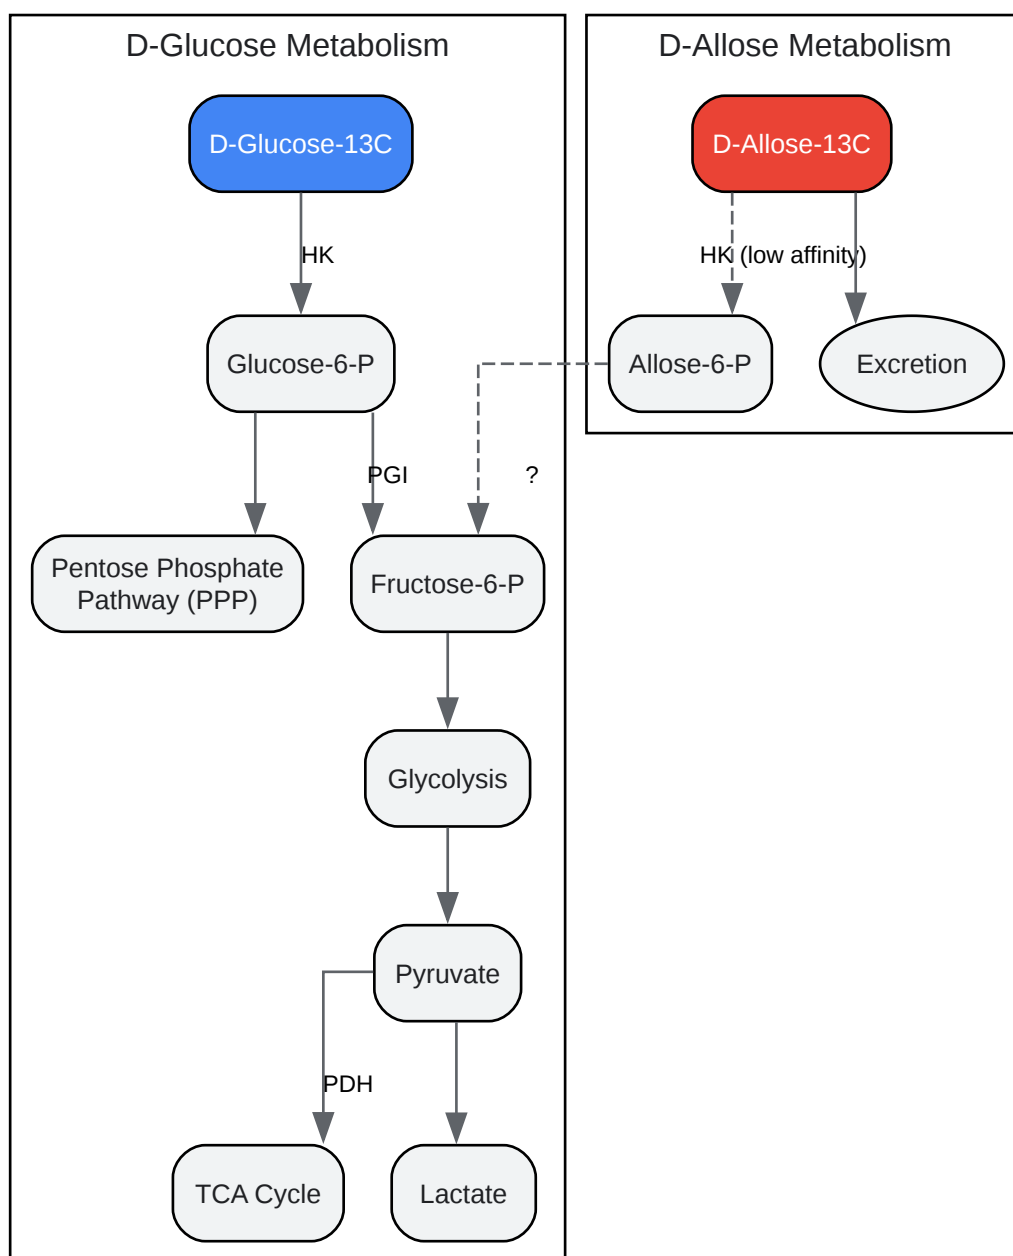 D-Glucose Metabolism
D-Allose Metabolism
D-Glucose-13C
D-Allose-13C
HK
HK (low affinity)
Glucose-6-P
Allose-6-P
Excretion
PGI
?
Pentose Phosphate
Pathway (PPP)
Fructose-6-P
Glycolysis
Pyruvate
PDH
TCA Cycle
Lactate